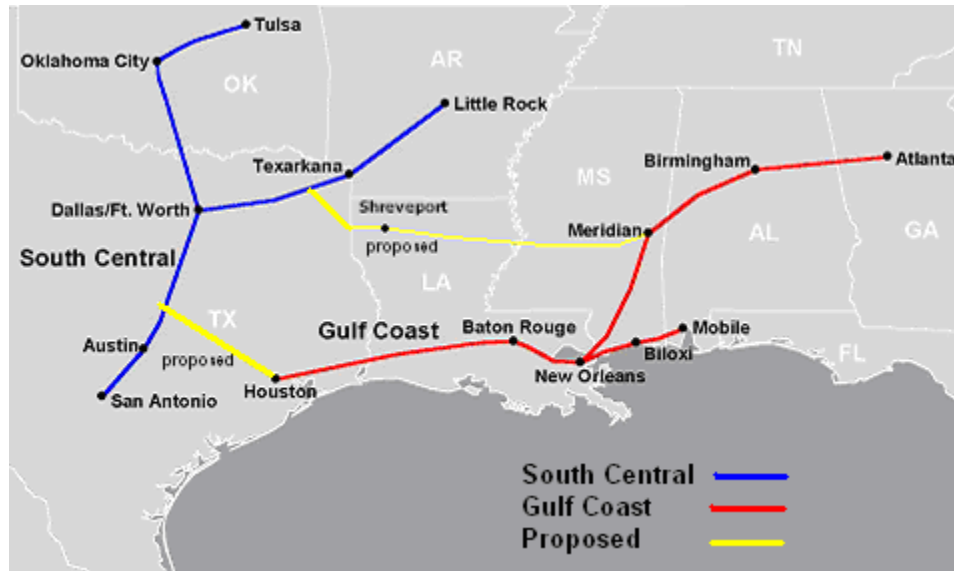 Tulsa
TN
Oklahoma City
AR
OK
Little Rock
Birmingham
Atlanta
Texarkana
MS
Shreveport
Dallas/Ft. Worth
proposed
Meridian
AL
GA
South Central
LA
TX
Gulf Coast
Baton Rouge
Mobile
Austin
proposed
Biloxi
FL
New Orleans
Houston
San Antonio
South Central
Gulf Coast
Proposed